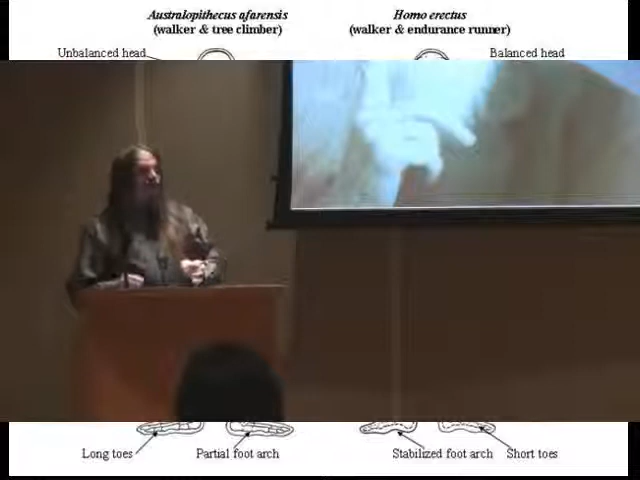 Australopithecus afarensis
(walker & tree climber)
Homo erectus
(walker & endurance runner)
Unbalanced head
Balanced head
Long toes
Partial foot arch
Stabilized foot arch
Short toes